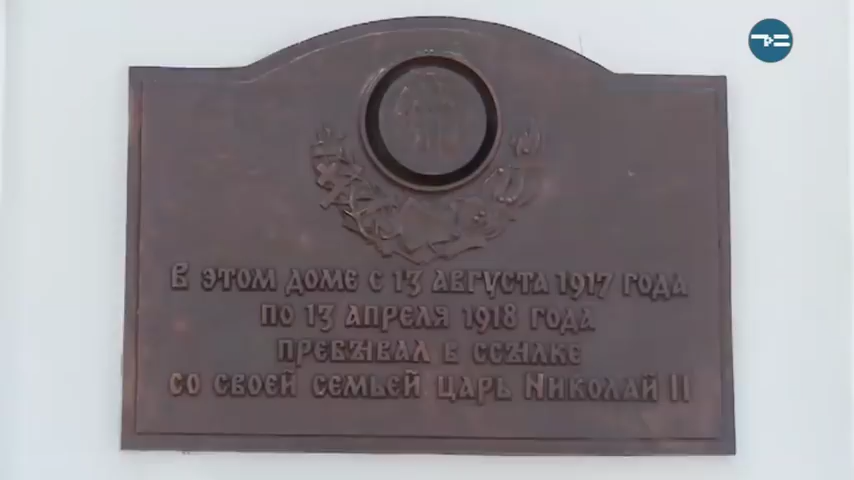 В ЭТОМ ДОМЕ С 13 АВГУСТА 1917 ГОДА
ПО 13 АПРЕЛЯ 1918 ГОДА
ПРЕБЫВАЛ В ССЫЛКЕ
СО СВОЕЙ СЕМЬЕЙ ЦАРЬ НИКОЛАЙ II